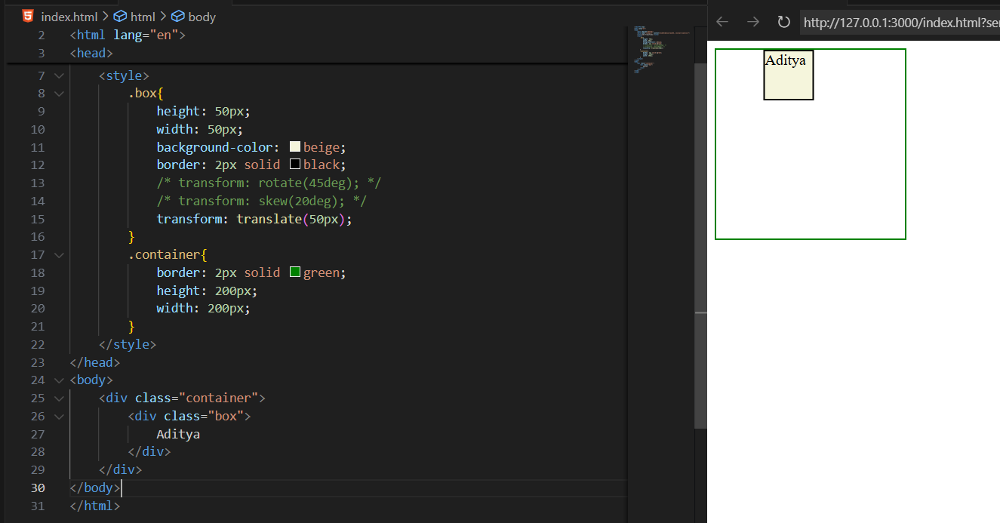 index.html > html > body
2 <html lang="en">
3 <head>
7 <style>
8 .box{
9 height: 50px;
10 width: 50px;
11 background-color: beige;
12 border: 2px solid black;
13 /* transform: rotate(45deg); */
14 /* transform: skew(20deg); */
15 transform: translate(50px);
16 }
17 .container{
18 border: 2px solid green;
19 height: 200px;
20 width: 200px;
21 }
22 </style>
23 </head>
24 <body>
25 <div class="container">
26 <div class="box">
27 Aditya
28 </div>
29 </div>
30 </body>
31 </html>
http://127.0.0.1:3000/index.html?se
Aditya